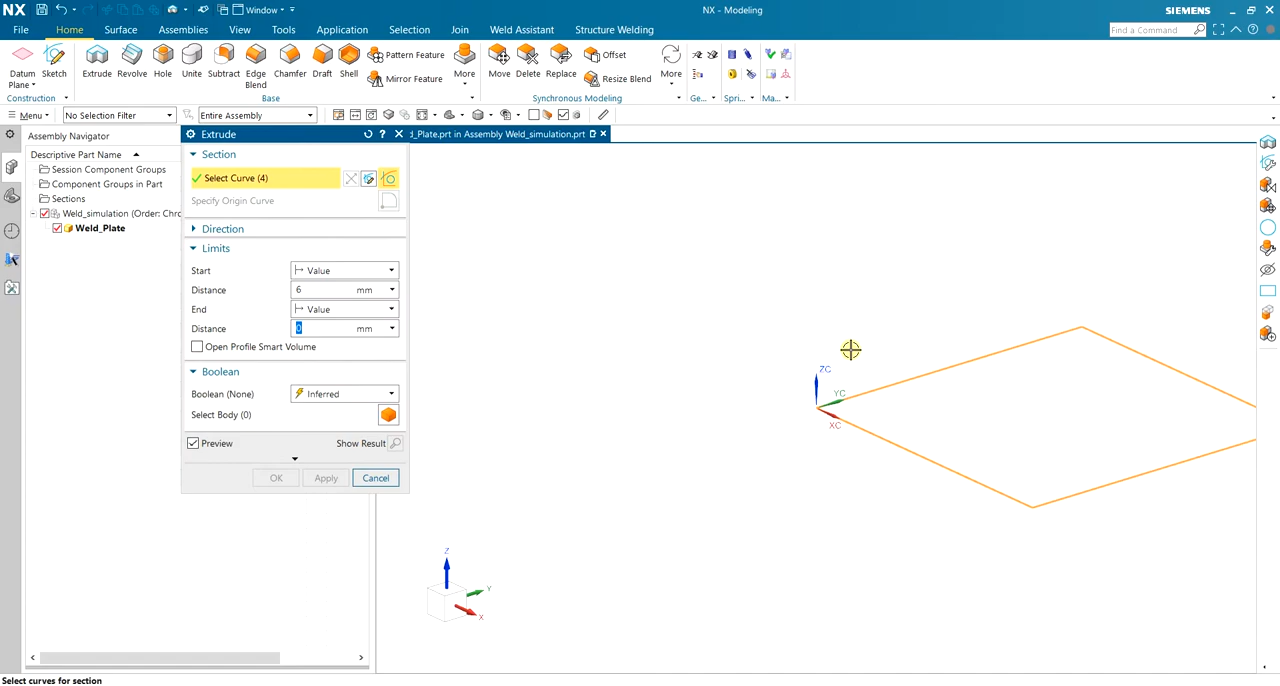 NX
Window
NX - Modeling
SIEMENS
File
Home
Surface
Assemblies
View
Tools
Application
Selection
Join
Weld Assistant
Structure Welding
Find a Command
Datum Plane
Sketch
Extrude
Revolve
Hole
Unite
Subtract
Edge Blend
Chamfer
Draft
Shell
Pattern Feature
Mirror Feature
More
Move
Delete
Replace
Offset
Resize Blend
More
Construction
Base
Synchronous Modeling
Ge...
Spri...
Ma...
Menu
No Selection Filter
Entire Assembly
Assembly Navigator
Extrude
d_Plate.prt in Assembly Weld_simulation.prt
Descriptive Part Name
Session Component Groups
Component Groups in Part
Sections
Weld_simulation (Order: Chro
Weld_Plate
Section
Select Curve (4)
Specify Origin Curve
Direction
Limits
Start
Value
Distance
6 mm
End
Value
Distance
0 mm
Open Profile Smart Volume
Boolean
Boolean (None)
Inferred
Select Body (0)
Preview
Show Result
OK
Apply
Cancel
ZC
YC
XC
Z
Y
X
Select curves for section